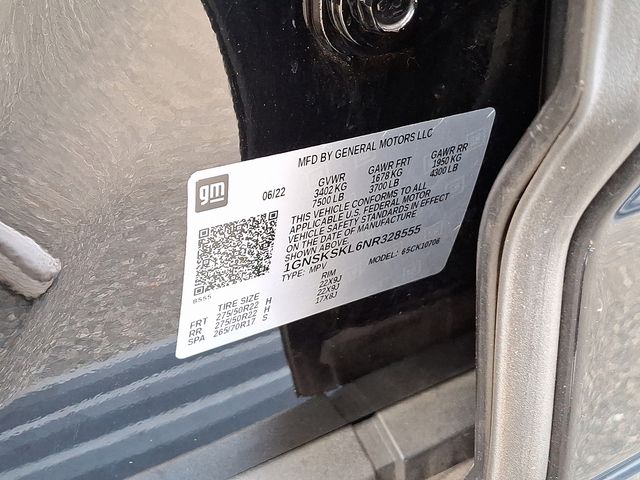 MFD BY GENERAL MOTORS LLC
gm
06/22
GVWR GAWR FRT GAWR RR
3402 KG 1678 KG 1950 KG
7500 LB 3700 LB 4300 LB
THIS VEHICLE CONFORMS TO ALL
APPLICABLE U.S. FEDERAL MOTOR
VEHICLE SAFETY STANDARDS IN EFFECT
ON THE DATE OF MANUFACTURE
SHOWN ABOVE.
1GNSKSKL6NR328555
TYPE: MPV MODEL: 65CK10706
8555
TIRE SIZE RIM
FRT 275/50R22 H 22X9J
RR 275/50R22 H 22X9J
SPA 265/70R17 S 17X8J